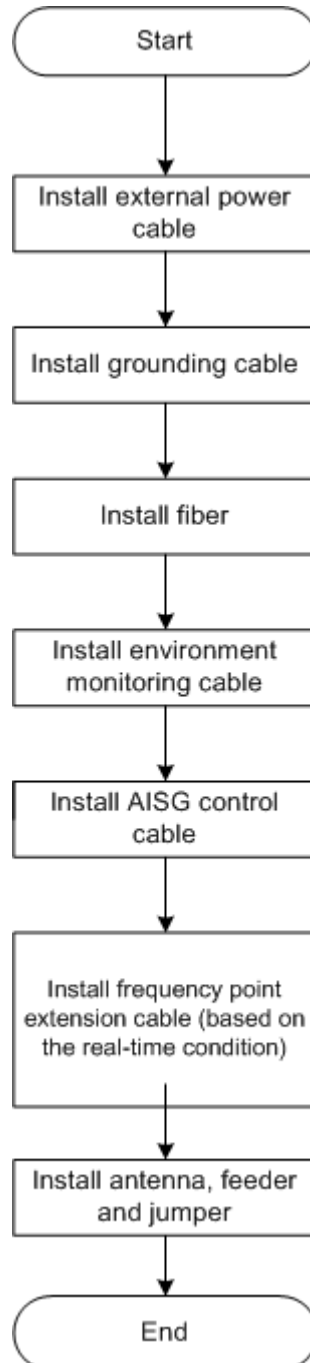 Start
Install external power
cable
Install grounding cable
Install fiber
Install environment
monitoring cable
Install AISG control
cable
Install frequency point
extension cable (based on
the real-time condition)
Install antenna, feeder
and jumper
End